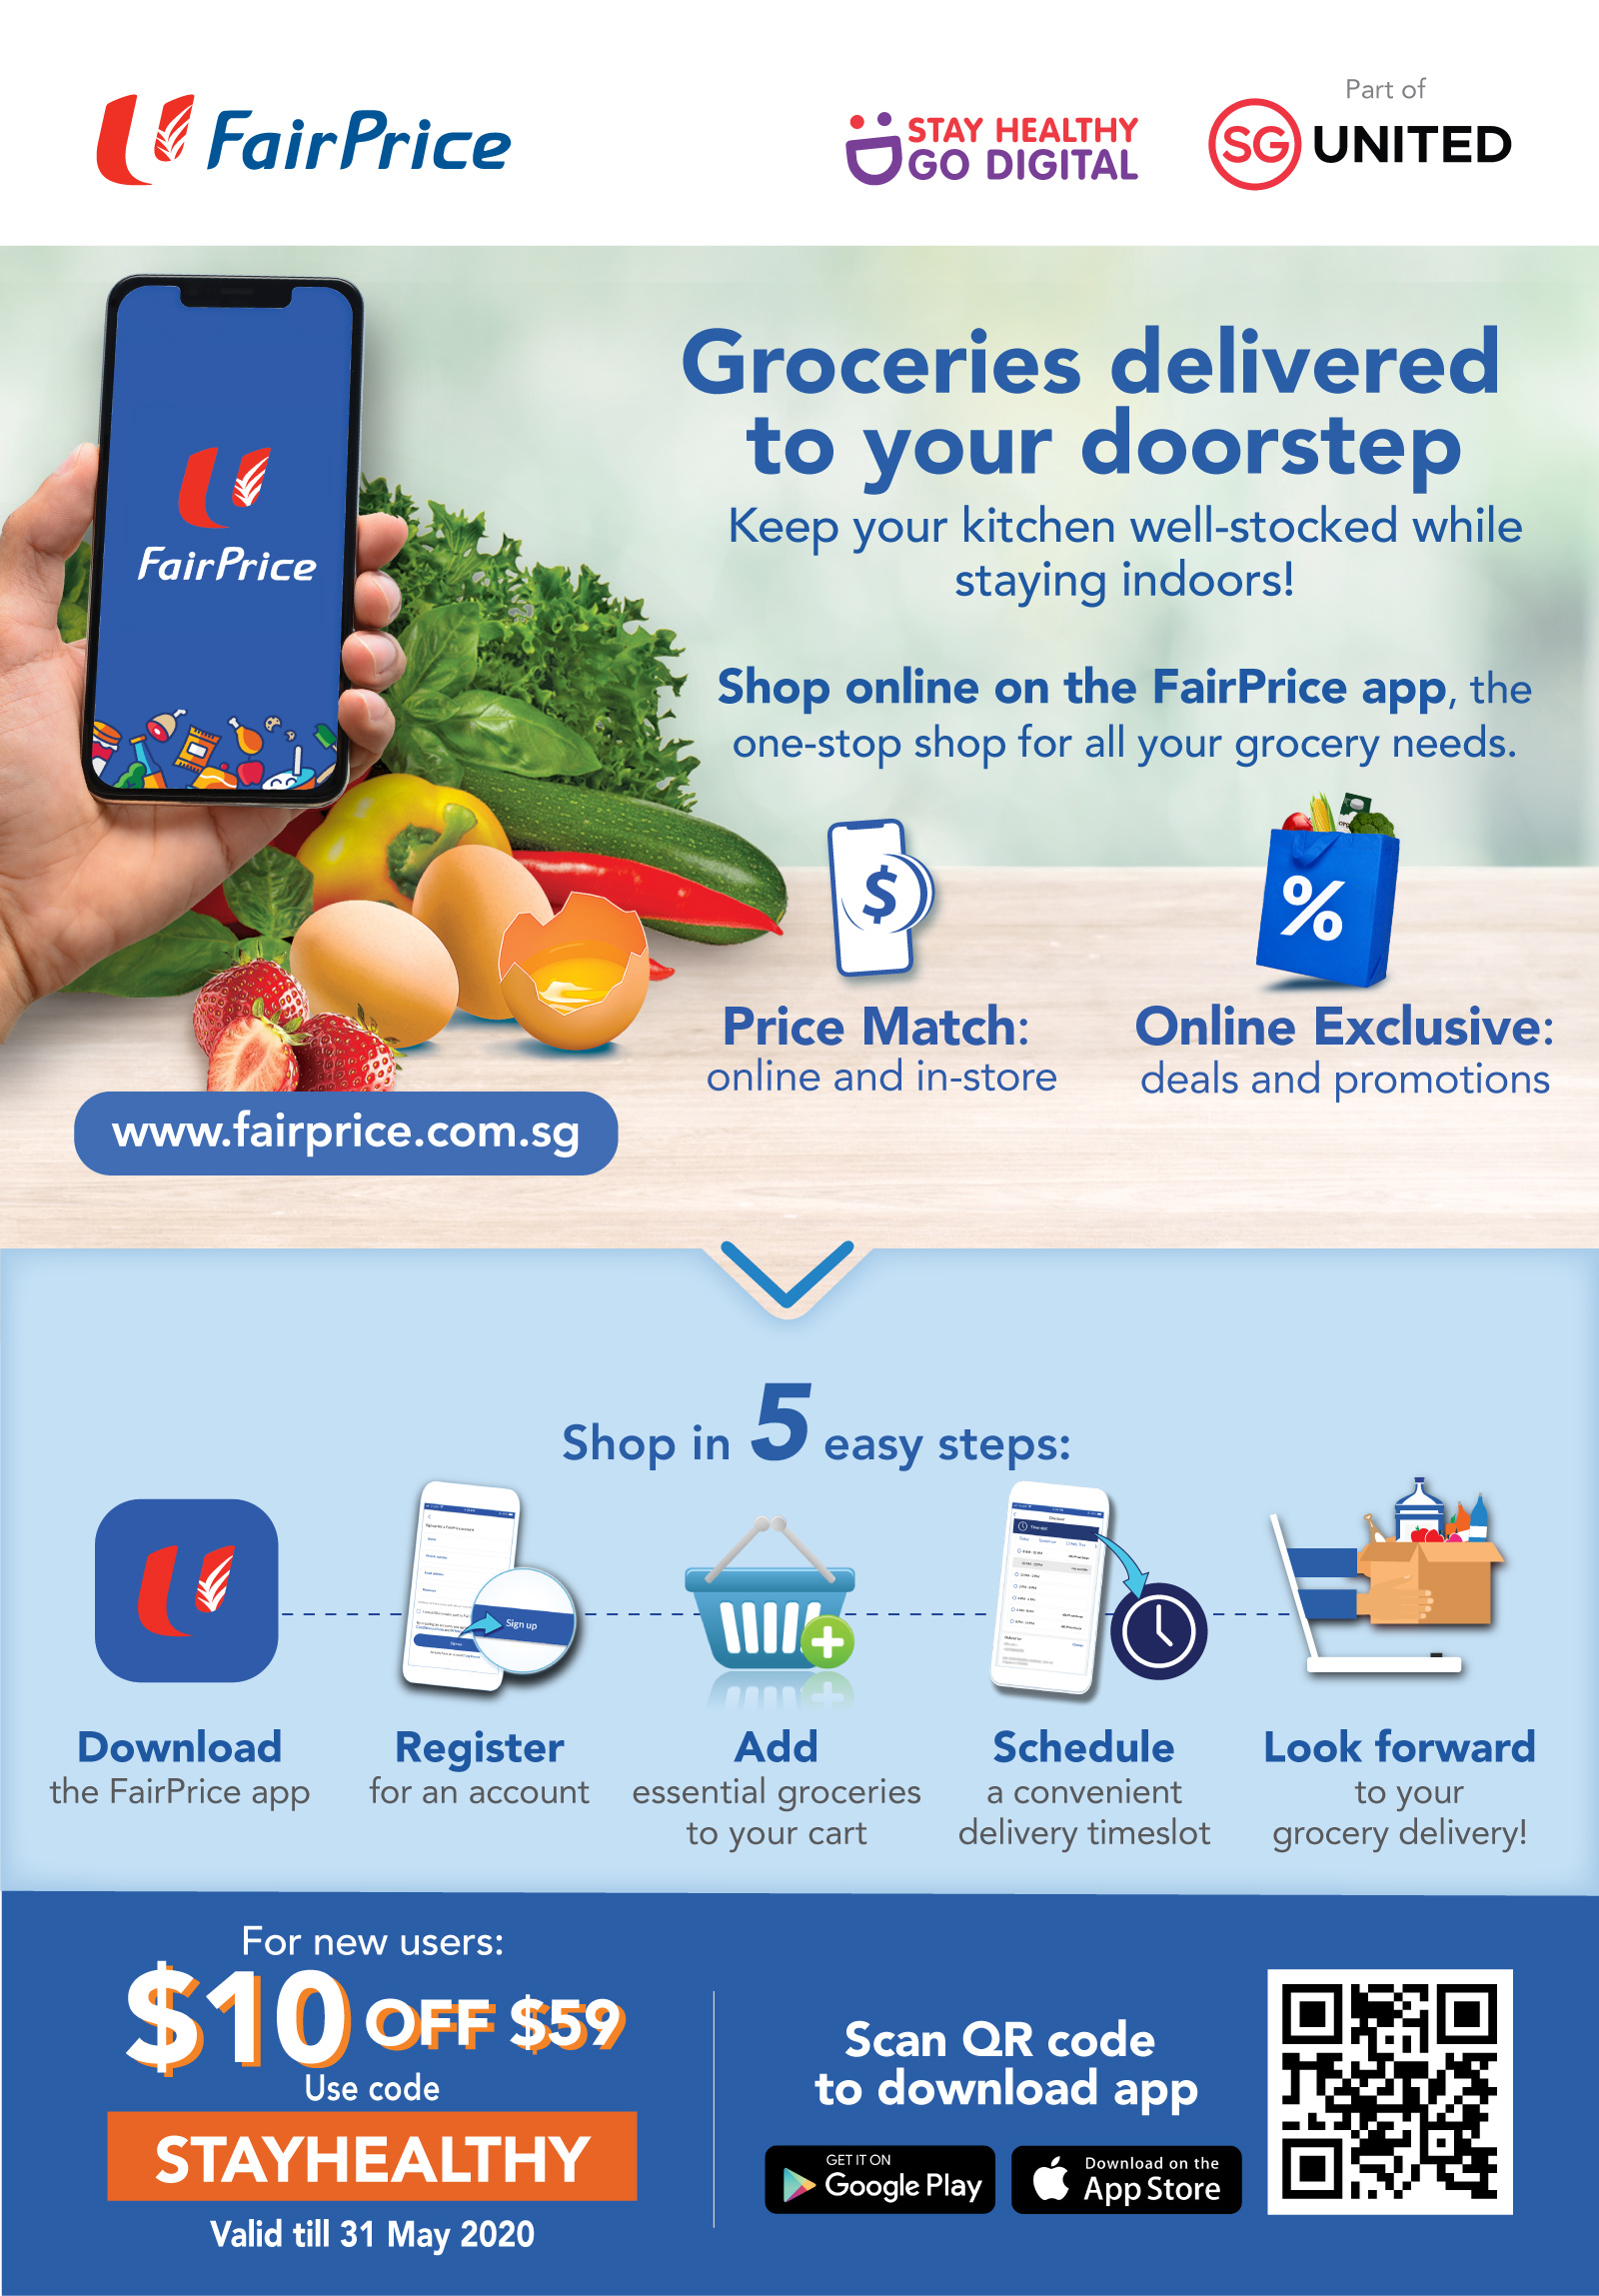 FairPrice
STAY HEALTHY
GO DIGITAL
Part of
SG UNITED
Groceries delivered
to your doorstep
Keep your kitchen well-stocked while
staying indoors!
FairPrice
Shop online on the FairPrice app, the
one-stop shop for all your grocery needs.
$
%
Price Match:
online and in-store
Online Exclusive:
deals and promotions
www.fairprice.com.sg
Shop in 5 easy steps:
Sign up
Download
the FairPrice app
Register
for an account
Add
essential groceries
to your cart
Schedule
a convenient
delivery timeslot
Look forward
to your
grocery delivery!
For new users:
$10 OFF $59
Use code
STAYHEALTHY
Valid till 31 May 2020
Scan QR code
to download app
GET IT ON
Google Play
Download on the
App Store